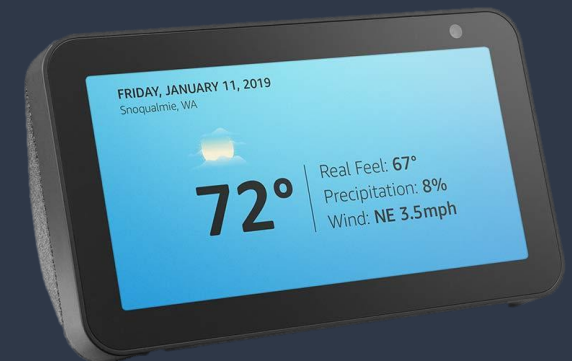 FRIDAY, JANUARY 11, 2019
Snoqualmie, WA
72°
Real Feel: 67°
Precipitation: 8%
Wind: NE 3.5mph